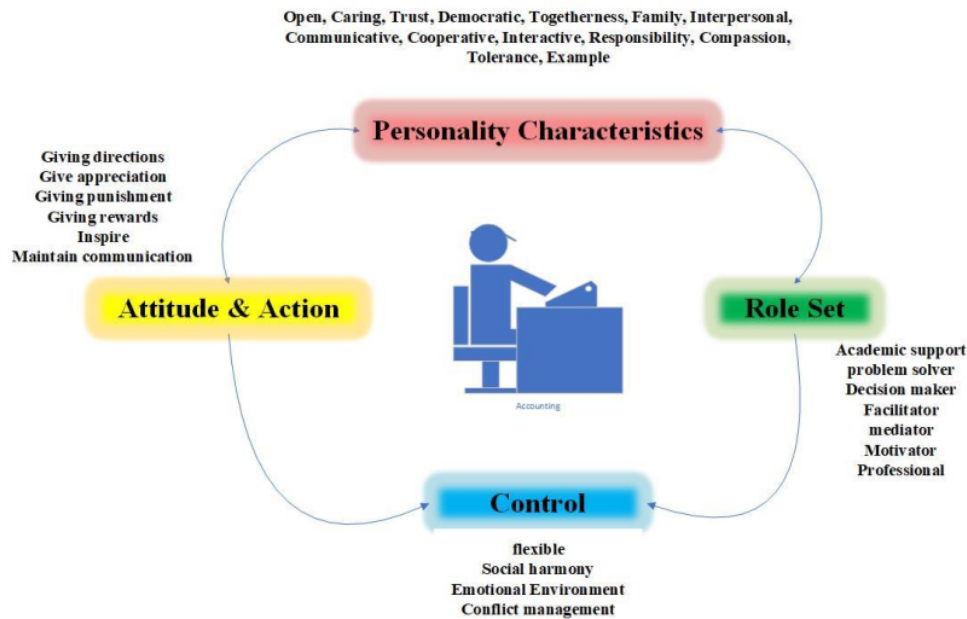 Open, Caring, Trust, Democratic, Togetherness, Family, Interpersonal,
Communicative, Cooperative, Interactive, Responsibility, Compassion,
Tolerance, Example
Personality Characteristics
Giving directions
Give appreciation
Giving punishment
Giving rewards
Inspire
Maintain communication
Attitude & Action
Role Set
Academic support
problem solver
Decision maker
Facilitator
mediator
Motivator
Professional
Accounting
Control
flexible
Social harmony
Emotional Environment
Conflict management